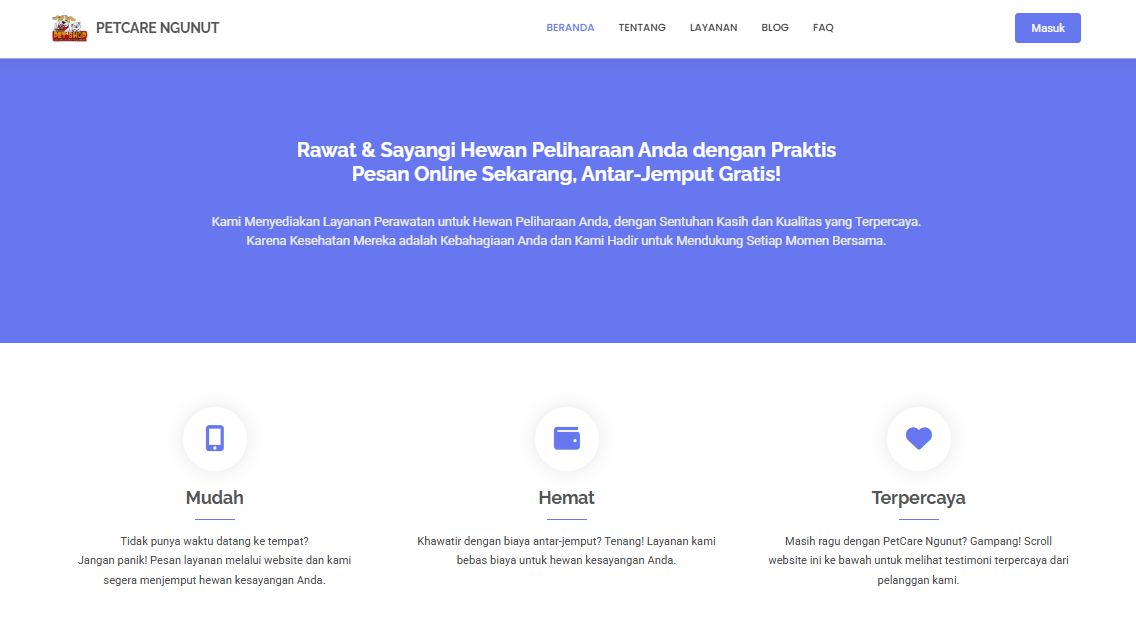 PET SHOP
PETCARE NGUNUT
BERANDA
TENTANG
LAYANAN
BLOG
FAQ
Masuk
Rawat & Sayangi Hewan Peliharaan Anda dengan Praktis
Pesan Online Sekarang, Antar-Jemput Gratis!
Kami Menyediakan Layanan Perawatan untuk Hewan Peliharaan Anda, dengan Sentuhan Kasih dan Kualitas yang Terpercaya.
Karena Kesehatan Mereka adalah Kebahagiaan Anda dan Kami Hadir untuk Mendukung Setiap Momen Bersama.
Mudah
Tidak punya waktu datang ke tempat?
Jangan panik! Pesan layanan melalui website dan kami
segera menjemput hewan kesayangan Anda.
Hemat
Khawatir dengan biaya antar-jemput? Tenang! Layanan kami
bebas biaya untuk hewan kesayangan Anda.
Terpercaya
Masih ragu dengan PetCare Ngunut? Gampang! Scroll
website ini ke bawah untuk melihat testimoni terpercaya dari
pelanggan kami.